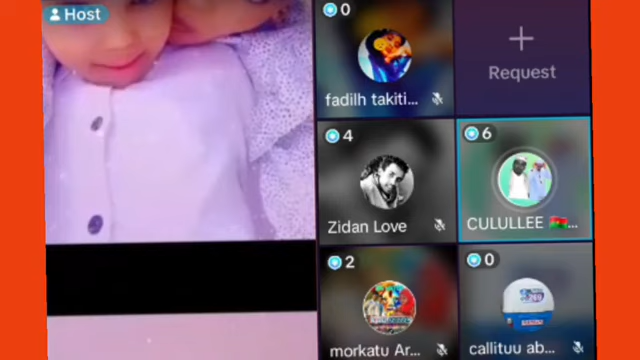 Host
0
fadilh takiti...
Request
4
Zidan Love
6
CULULLEE 🇧🇫...
2
morkatu Ar...
0
callituu ab...